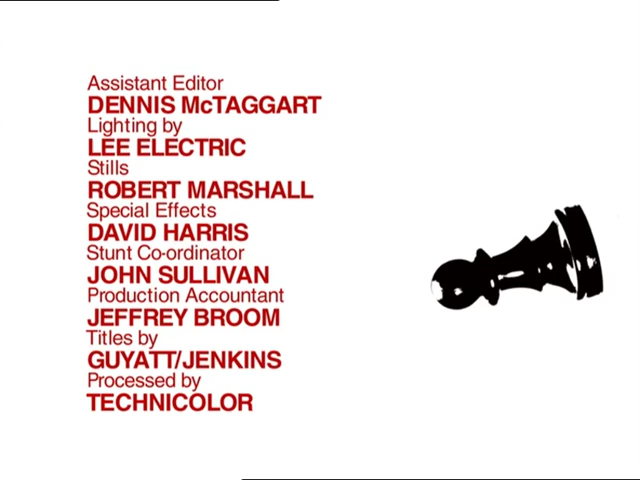 Assistant Editor
DENNIS McTAGGART
Lighting by
LEE ELECTRIC
Stills
ROBERT MARSHALL
Special Effects
DAVID HARRIS
Stunt Co-ordinator
JOHN SULLIVAN
Production Accountant
JEFFREY BROOM
Titles by
GUYATT/JENKINS
Processed by
TECHNICOLOR